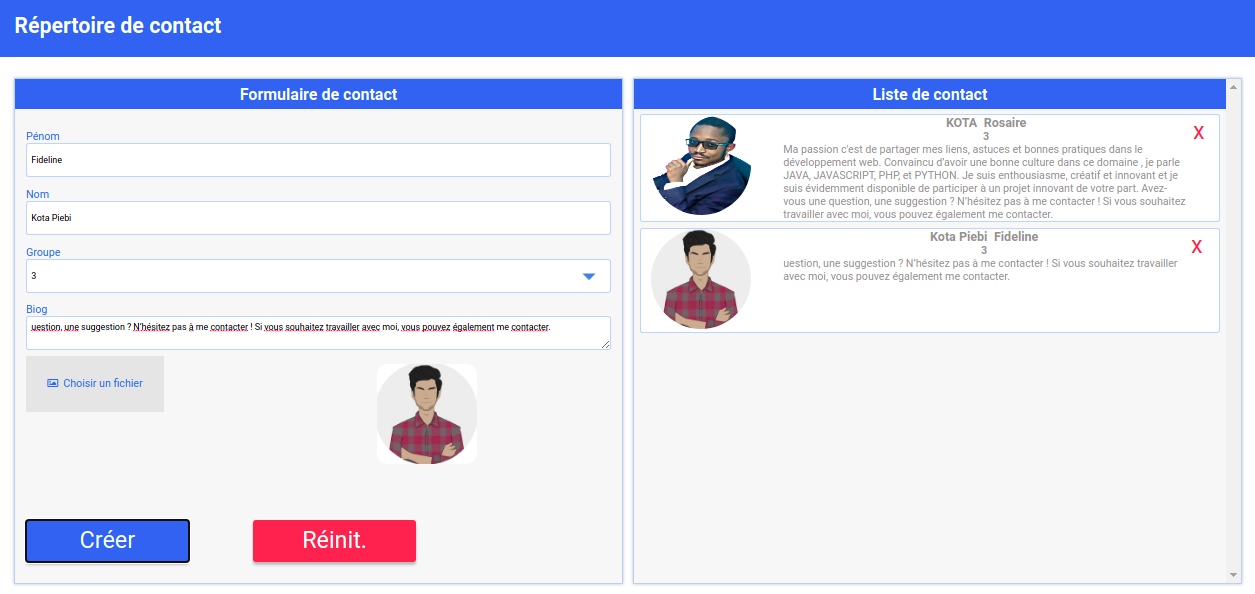 Répertoire de contact
Formulaire de contact
Pénom
Fideline
Nom
Kota Piebi
Groupe
3
Biog
uestion, une suggestion ? N'hésitez pas à me contacter ! Si vous souhaitez travailler avec moi, vous pouvez également me contacter.
Choisir un fichier
Créer
Réinit.
Liste de contact
KOTA Rosaire
3
X
Ma passion c'est de partager mes liens, astuces et bonnes pratiques dans le
développement web. Convaincu d'avoir une bonne culture dans ce domaine , je parle
JAVA, JAVASCRIPT, PHP, et PYTHON. Je suis enthousiasme, créatif et innovant et je
suis évidemment disponible de participer à un projet innovant de votre part. Avez-
vous une question, une suggestion ? N'hésitez pas à me contacter ! Si vous souhaitez
travailler avec moi, vous pouvez également me contacter.
Kota Piebi Fideline
3
X
uestion, une suggestion ? N'hésitez pas à me contacter ! Si vous souhaitez travailler
avec moi, vous pouvez également me contacter.